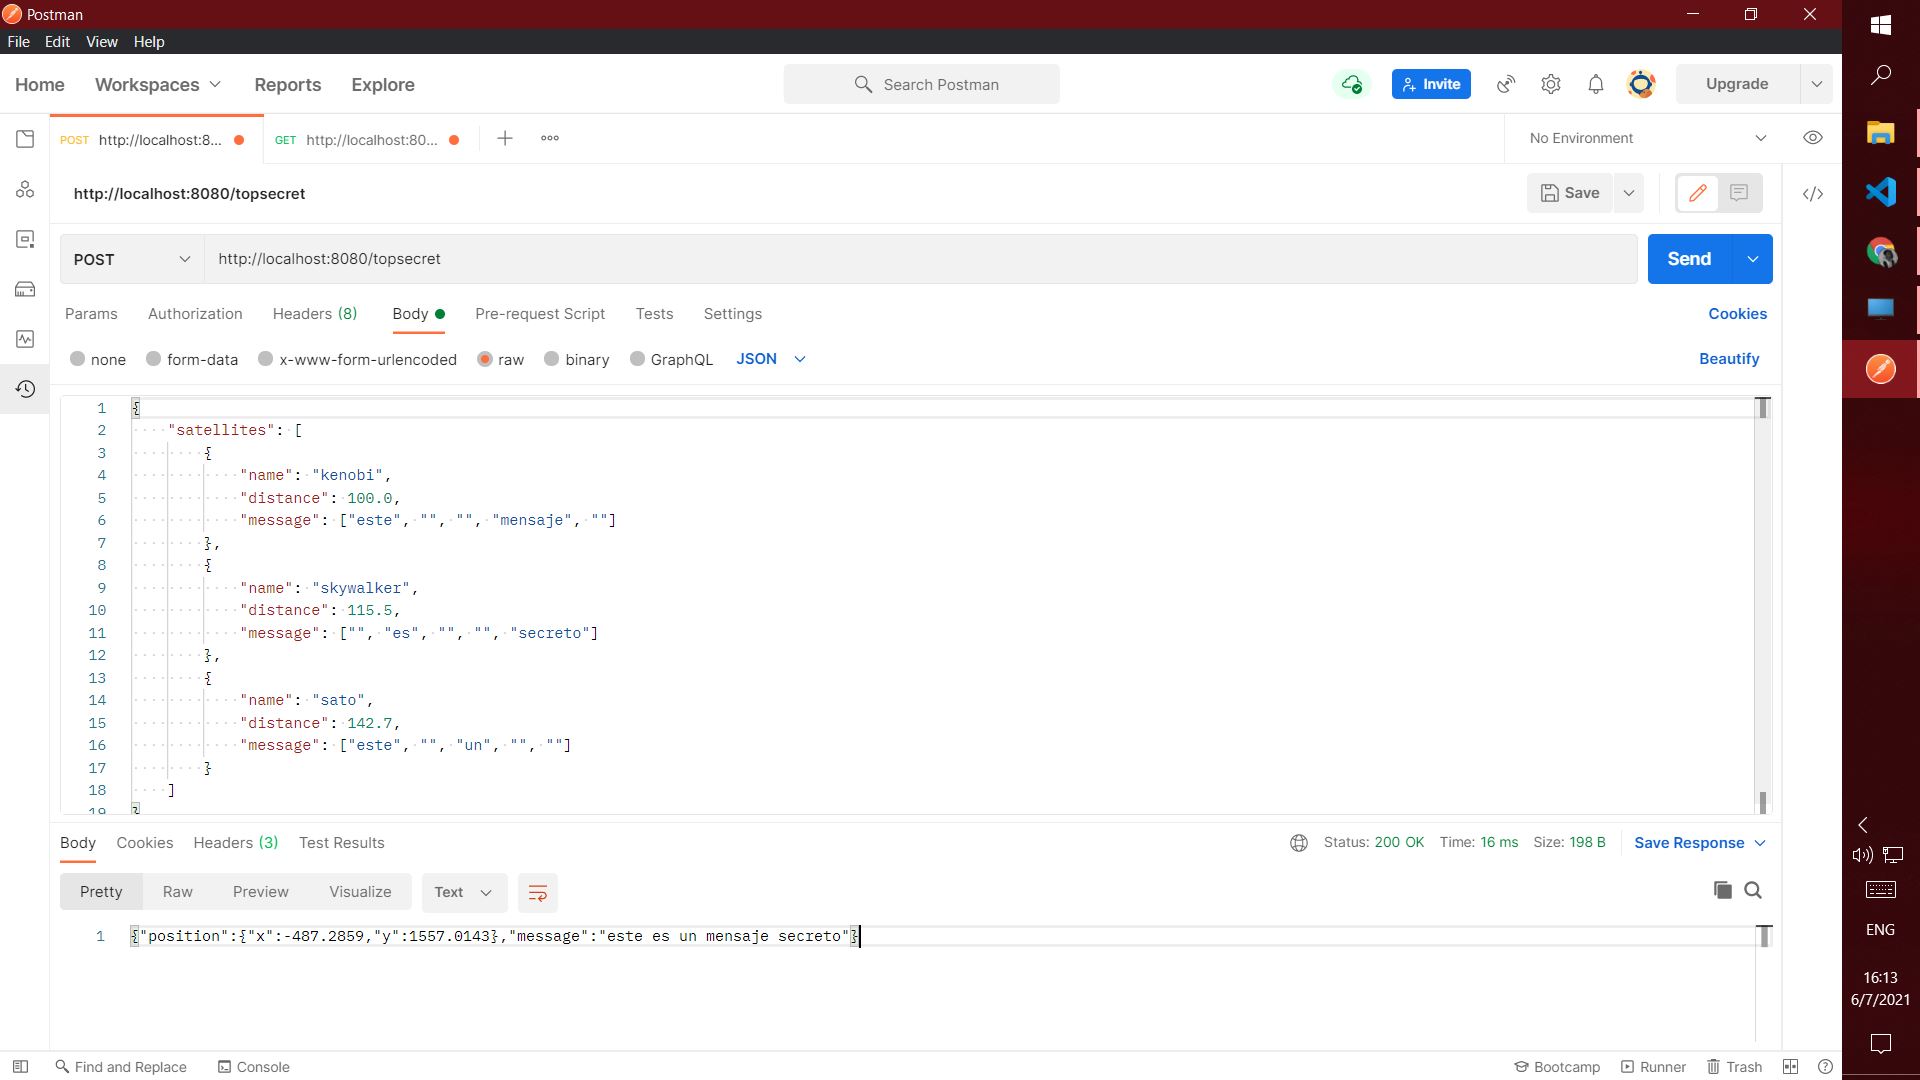 Postman
File Edit View Help
Home Workspaces Reports Explore Search Postman Invite Upgrade
POST http://localhost:8... GET http://localhost:80... No Environment
http://localhost:8080/topsecret Save
POST http://localhost:8080/topsecret Send
Params Authorization Headers (8) Body Pre-request Script Tests Settings Cookies
none form-data x-www-form-urlencoded raw binary GraphQL JSON Beautify
1 {
2 "satellites": [
3 {
4 "name": "kenobi",
5 "distance": 100.0,
6 "message": ["este", "", "", "mensaje", ""]
7 },
8 {
9 "name": "skywalker",
10 "distance": 115.5,
11 "message": ["", "es", "", "", "secreto"]
12 },
13 {
14 "name": "sato",
15 "distance": 142.7,
16 "message": ["este", "", "un", "", ""]
17 }
18 ]
19 }
Body Cookies Headers (3) Test Results Status: 200 OK Time: 16 ms Size: 198 B Save Response
Pretty Raw Preview Visualize Text
1 {"position":{"x":-487.2859,"y":1557.0143},"message":"este es un mensaje secreto"}
Find and Replace Console Bootcamp Runner Trash
ENG
16:13
6/7/2021